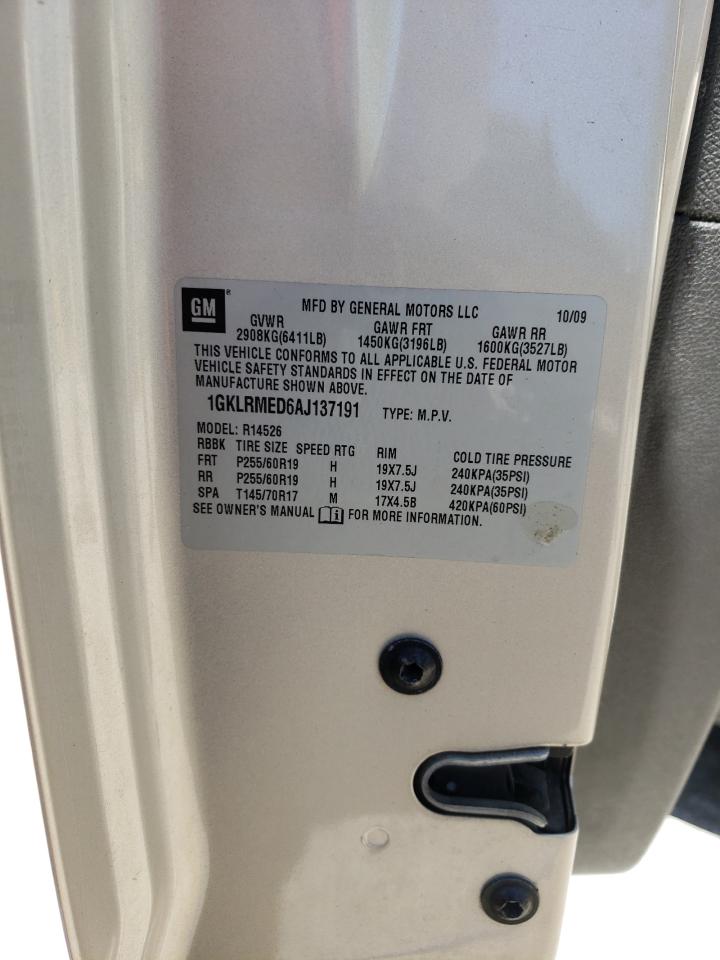 GM ® MFD BY GENERAL MOTORS LLC 10/09
GVWR GAWR FRT GAWR RR
2908KG(6411LB) 1450KG(3196LB) 1600KG(3527LB)
THIS VEHICLE CONFORMS TO ALL APPLICABLE U.S. FEDERAL MOTOR
VEHICLE SAFETY STANDARDS IN EFFECT ON THE DATE OF
MANUFACTURE SHOWN ABOVE.
1GKLRMED6AJ137191 TYPE: M.P.V.
MODEL: R14526
RBBK TIRE SIZE SPEED RTG RIM COLD TIRE PRESSURE
FRT P255/60R19 H 19X7.5J 240KPA(35PSI)
RR P255/60R19 H 19X7.5J 240KPA(35PSI)
SPA T145/70R17 M 17X4.5B 420KPA(60PSI)
SEE OWNER'S MANUAL i FOR MORE INFORMATION.